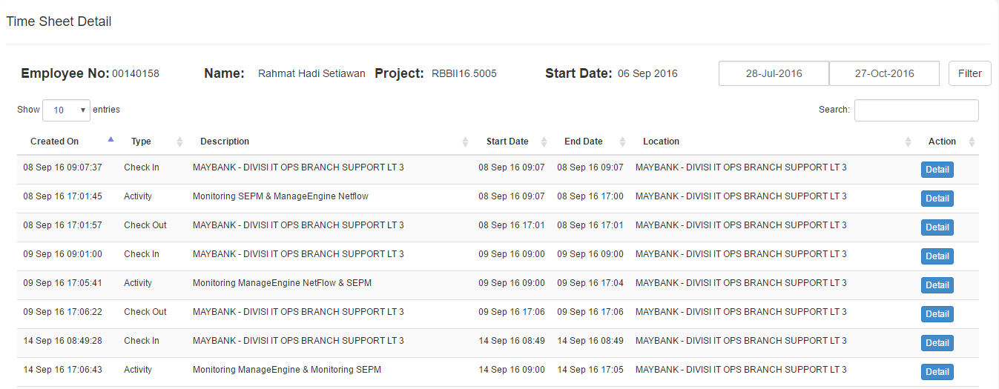 Time Sheet Detail
Employee No: 00140158 Name: Rahmat Hadi Setiawan Project: RBBII16.5005 Start Date: 06 Sep 2016 28-Jul-2016 27-Oct-2016 Filter
Show 10 entries Search:
Created On Type Description Start Date End Date Location Action
08 Sep 16 09:07:37 Check In MAYBANK - DIVISI IT OPS BRANCH SUPPORT LT 3 08 Sep 16 09:07 08 Sep 16 09:07 MAYBANK - DIVISI IT OPS BRANCH SUPPORT LT 3 Detail
08 Sep 16 17:01:45 Activity Monitoring SEPM & ManageEngine Netflow 08 Sep 16 09:07 08 Sep 16 17:00 MAYBANK - DIVISI IT OPS BRANCH SUPPORT LT 3 Detail
08 Sep 16 17:01:57 Check Out MAYBANK - DIVISI IT OPS BRANCH SUPPORT LT 3 08 Sep 16 17:01 08 Sep 16 17:01 MAYBANK - DIVISI IT OPS BRANCH SUPPORT LT 3 Detail
09 Sep 16 09:01:00 Check In MAYBANK - DIVISI IT OPS BRANCH SUPPORT LT 3 09 Sep 16 09:00 09 Sep 16 09:00 MAYBANK - DIVISI IT OPS BRANCH SUPPORT LT 3 Detail
09 Sep 16 17:05:41 Activity Monitoring ManageEngine NetFlow & SEPM 09 Sep 16 09:00 09 Sep 16 17:04 MAYBANK - DIVISI IT OPS BRANCH SUPPORT LT 3 Detail
09 Sep 16 17:06:22 Check Out MAYBANK - DIVISI IT OPS BRANCH SUPPORT LT 3 09 Sep 16 17:06 09 Sep 16 17:06 MAYBANK - DIVISI IT OPS BRANCH SUPPORT LT 3 Detail
14 Sep 16 08:49:28 Check In MAYBANK - DIVISI IT OPS BRANCH SUPPORT LT 3 14 Sep 16 08:49 14 Sep 16 08:49 MAYBANK - DIVISI IT OPS BRANCH SUPPORT LT 3 Detail
14 Sep 16 17:06:43 Activity Monitoring ManageEngine & Monitoring SEPM 14 Sep 16 09:00 14 Sep 16 17:05 MAYBANK - DIVISI IT OPS BRANCH SUPPORT LT 3 Detail